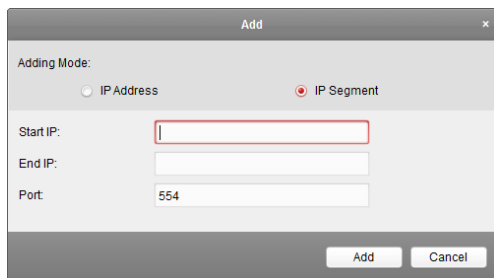 Add ×
Adding Mode:
IP Address IP Segment
Start IP:
End IP:
Port: 554
Add Cancel